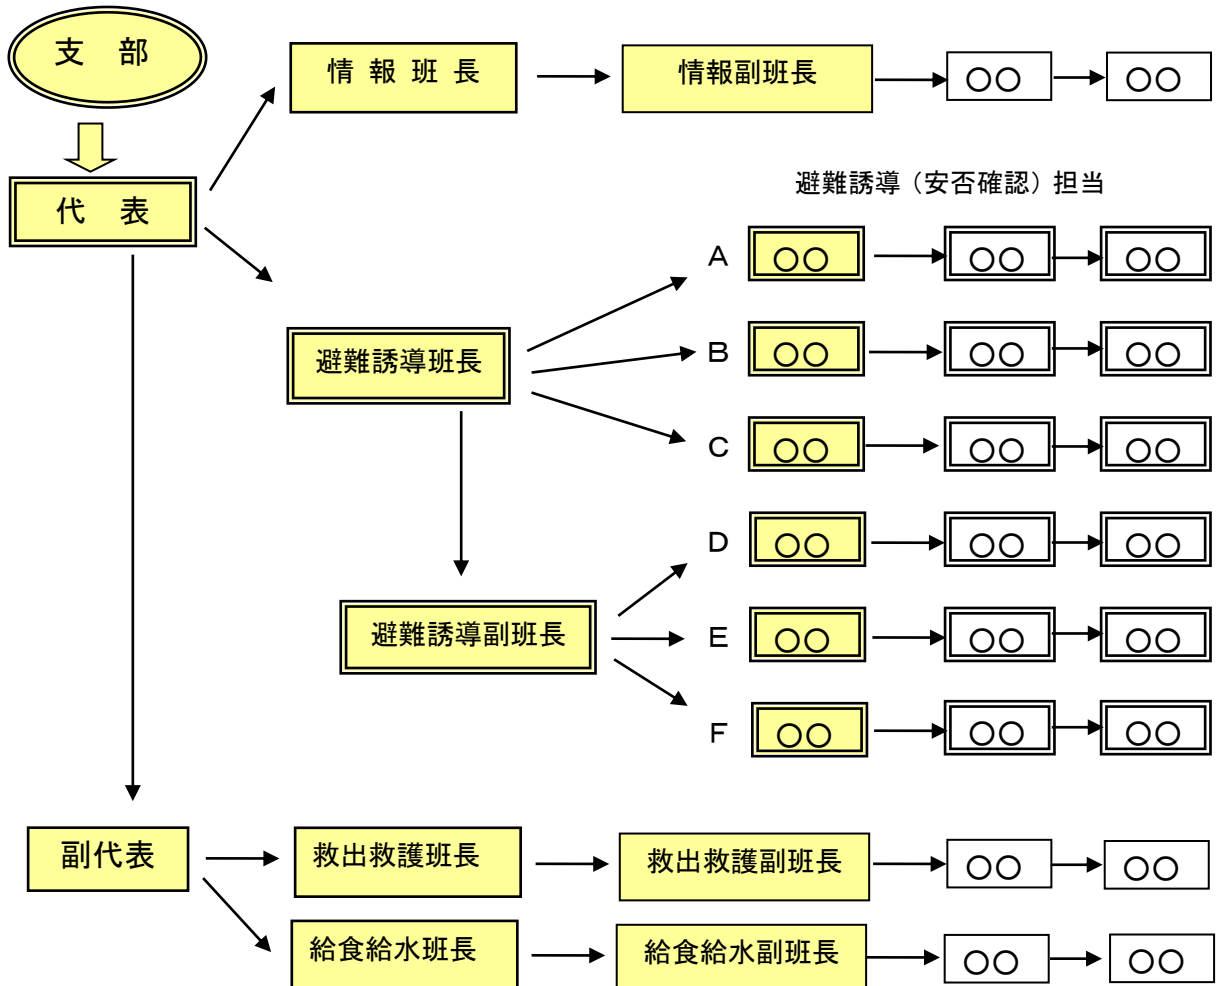 支　部
情 報 班 長
情報副班長
○○
○○
代　表
避難誘導（安否確認）担当
Ａ
○○
○○
○○
避難誘導班長
Ｂ
○○
○○
○○
Ｃ
○○
○○
○○
避難誘導副班長
Ｄ
○○
○○
○○
Ｅ
○○
○○
○○
Ｆ
○○
○○
○○
副代表
救出救護班長
救出救護副班長
○○
○○
給食給水班長
給食給水副班長
○○
○○